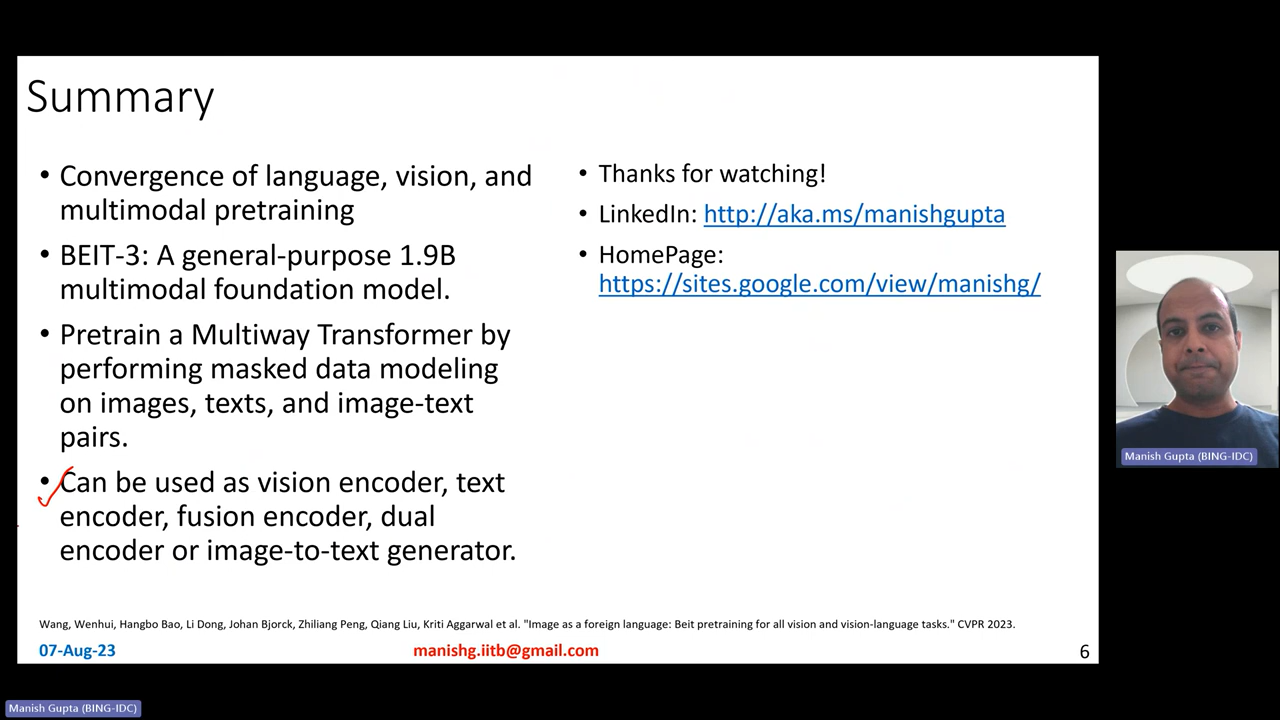 Summary
• Convergence of language, vision, and
multimodal pretraining
• BEIT-3: A general-purpose 1.9B
multimodal foundation model.
• Pretrain a Multiway Transformer by
performing masked data modeling
on images, texts, and image-text
pairs.
• Can be used as vision encoder, text
encoder, fusion encoder, dual
encoder or image-to-text generator.
• Thanks for watching!
• LinkedIn: http://aka.ms/manishgupta
• HomePage:
https://sites.google.com/view/manishg/
Manish Gupta (BING-IDC)
Wang, Wenhui, Hangbo Bao, Li Dong, Johan Bjorck, Zhiliang Peng, Qiang Liu, Kriti Aggarwal et al. "Image as a foreign language: Beit pretraining for all vision and vision-language tasks." CVPR 2023.
07-Aug-23
manishg.iitb@gmail.com
6
Manish Gupta (BING-IDC)